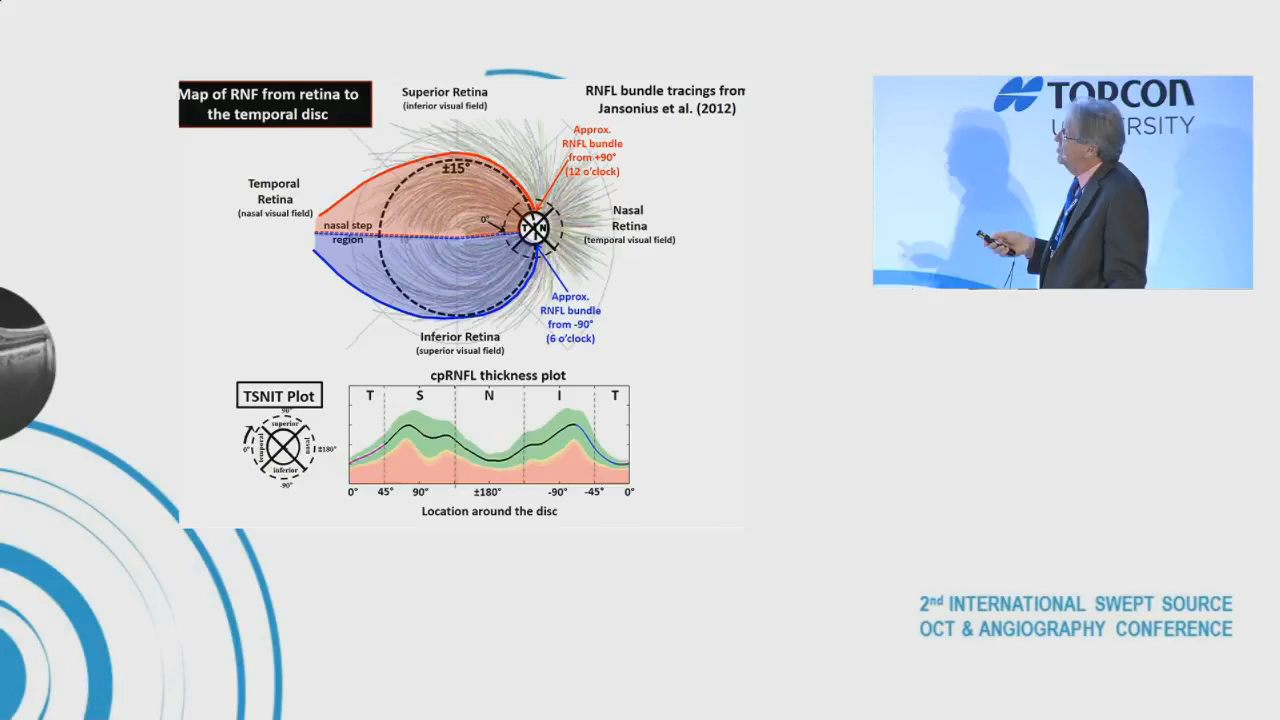 Map of RNF from retina to
the temporal disc
Superior Retina
(inferior visual field)
RNFL bundle tracings from
Jansonius et al. (2012)
Approx.
RNFL bundle
from +90°
(12 o'clock)
±15°
Temporal
Retina
(nasal visual field)
nasal step
region
0°
T N
I
Nasal
Retina
(temporal visual field)
Approx.
RNFL bundle
from -90°
(6 o'clock)
Inferior Retina
(superior visual field)
cpRNFL thickness plot
TSNIT Plot
T S N I T
90°
superior
0°
temporal
nasal
±180°
inferior
-90°
0° 45° 90° ±180° -90° -45° 0°
Location around the disc
TOPCON
UNIVERSITY
2nd INTERNATIONAL SWEPT SOURCE
OCT & ANGIOGRAPHY CONFERENCE